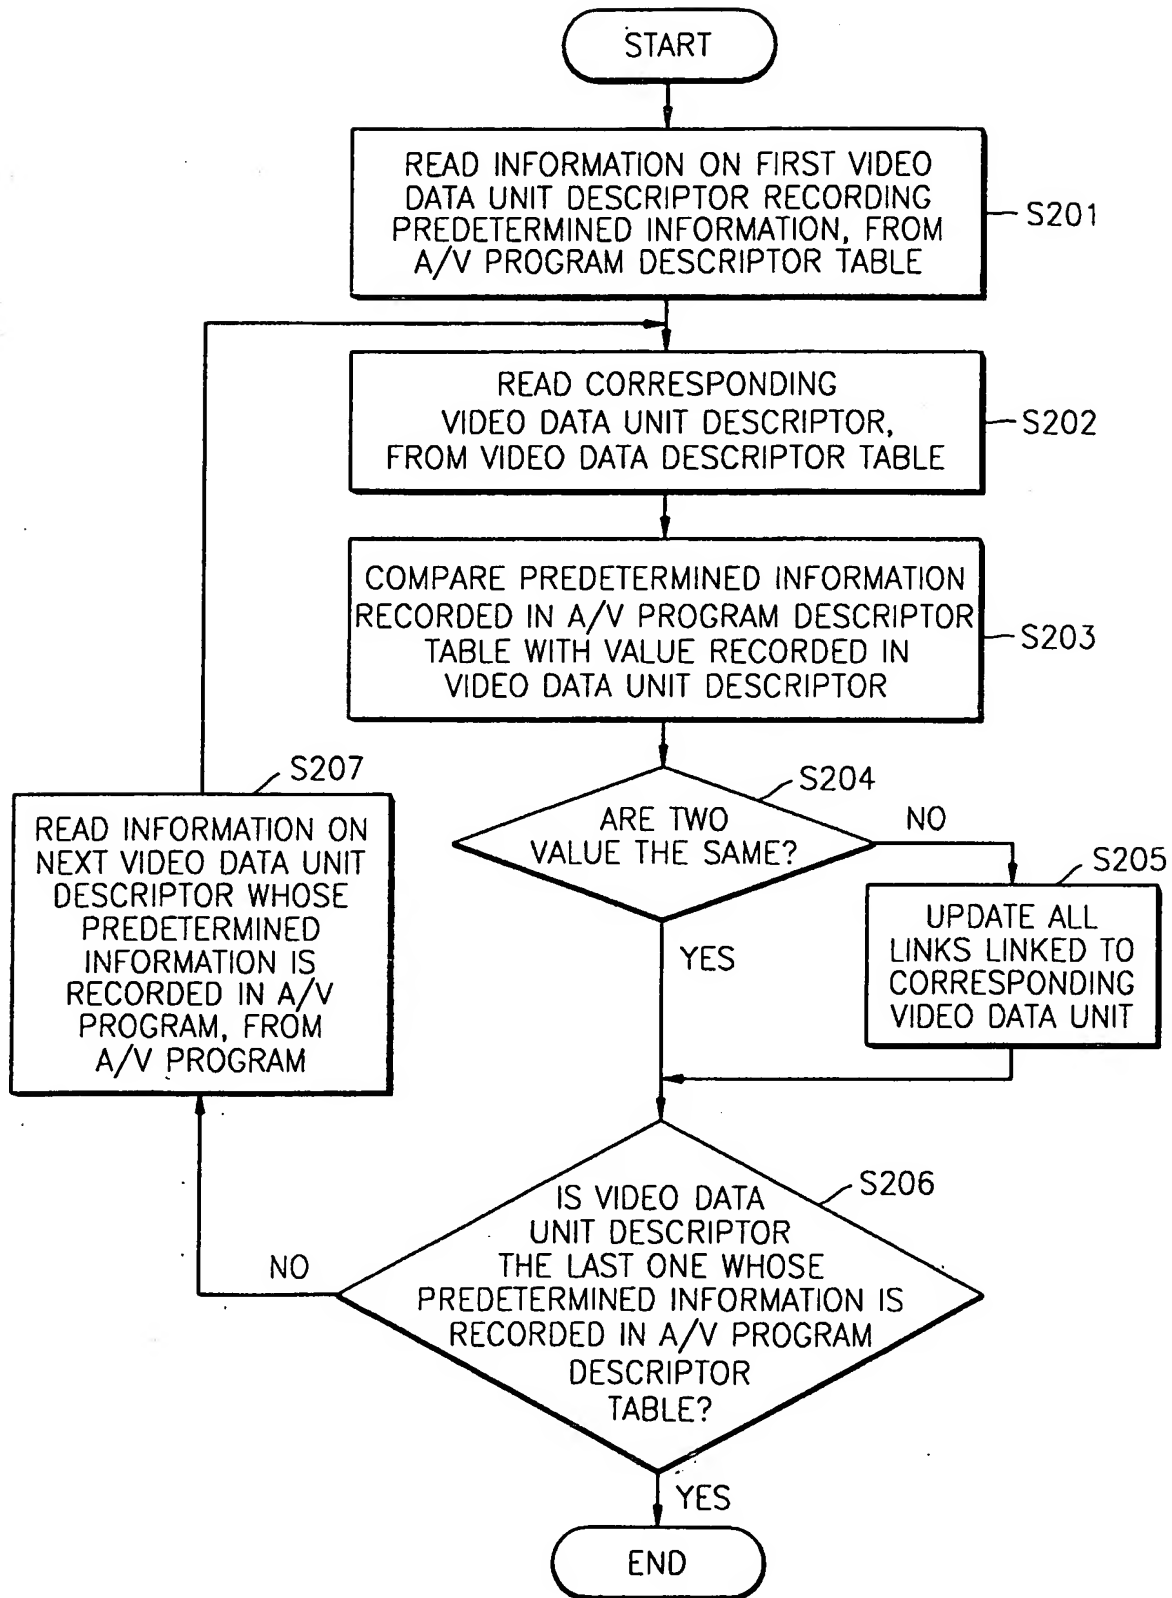 START
READ INFORMATION ON FIRST VIDEO
DATA UNIT DESCRIPTOR RECORDING
PREDETERMINED INFORMATION, FROM
A/V PROGRAM DESCRIPTOR TABLE
S201
READ CORRESPONDING
VIDEO DATA UNIT DESCRIPTOR,
FROM VIDEO DATA DESCRIPTOR TABLE
S202
COMPARE PREDETERMINED INFORMATION
RECORDED IN A/V PROGRAM DESCRIPTOR
TABLE WITH VALUE RECORDED IN
VIDEO DATA UNIT DESCRIPTOR
S203
ARE TWO
VALUE THE SAME?
S204
NO
YES
UPDATE ALL
LINKS LINKED TO
CORRESPONDING
VIDEO DATA UNIT
S205
IS VIDEO DATA
UNIT DESCRIPTOR
THE LAST ONE WHOSE
PREDETERMINED INFORMATION IS
RECORDED IN A/V PROGRAM
DESCRIPTOR
TABLE?
S206
NO
READ INFORMATION ON
NEXT VIDEO DATA UNIT
DESCRIPTOR WHOSE
PREDETERMINED
INFORMATION IS
RECORDED IN A/V
PROGRAM, FROM
A/V PROGRAM
S207
YES
END